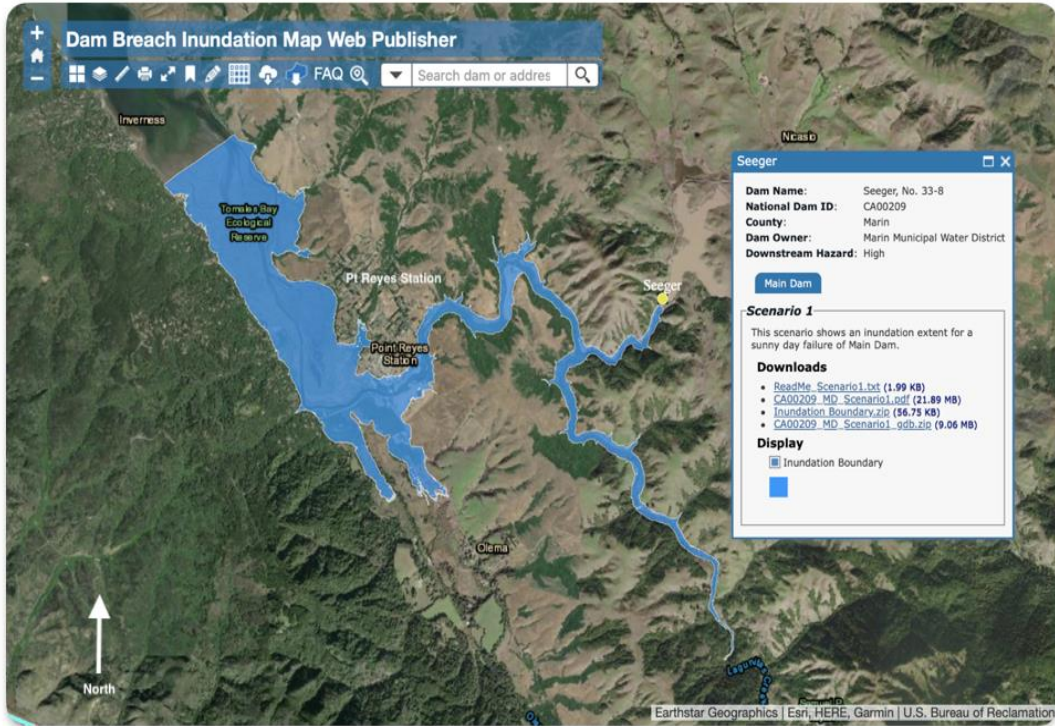 +
Dam Breach Inundation Map Web Publisher
−
FAQ
Search dam or addres
Inverness
Nicasio
Tomales Bay
Ecological
Reserve
Pt Reyes Station
Seeger
Point Reyes
Station
Olema
Lagunitas Creek
North
Seeger
Dam Name: Seeger, No. 33-8
National Dam ID: CA00209
County: Marin
Dam Owner: Marin Municipal Water District
Downstream Hazard: High
Main Dam
Scenario 1
This scenario shows an inundation extent for a
sunny day failure of Main Dam.
Downloads
• ReadMe_Scenario1.txt (1.99 KB)
• CA00209_MD_Scenario1.pdf (21.89 MB)
• Inundation Boundary.zip (56.75 KB)
• CA00209_MD_Scenario1_gdb.zip (9.06 MB)
Display
Inundation Boundary
Earthstar Geographics | Esri, HERE, Garmin | U.S. Bureau of Reclamation